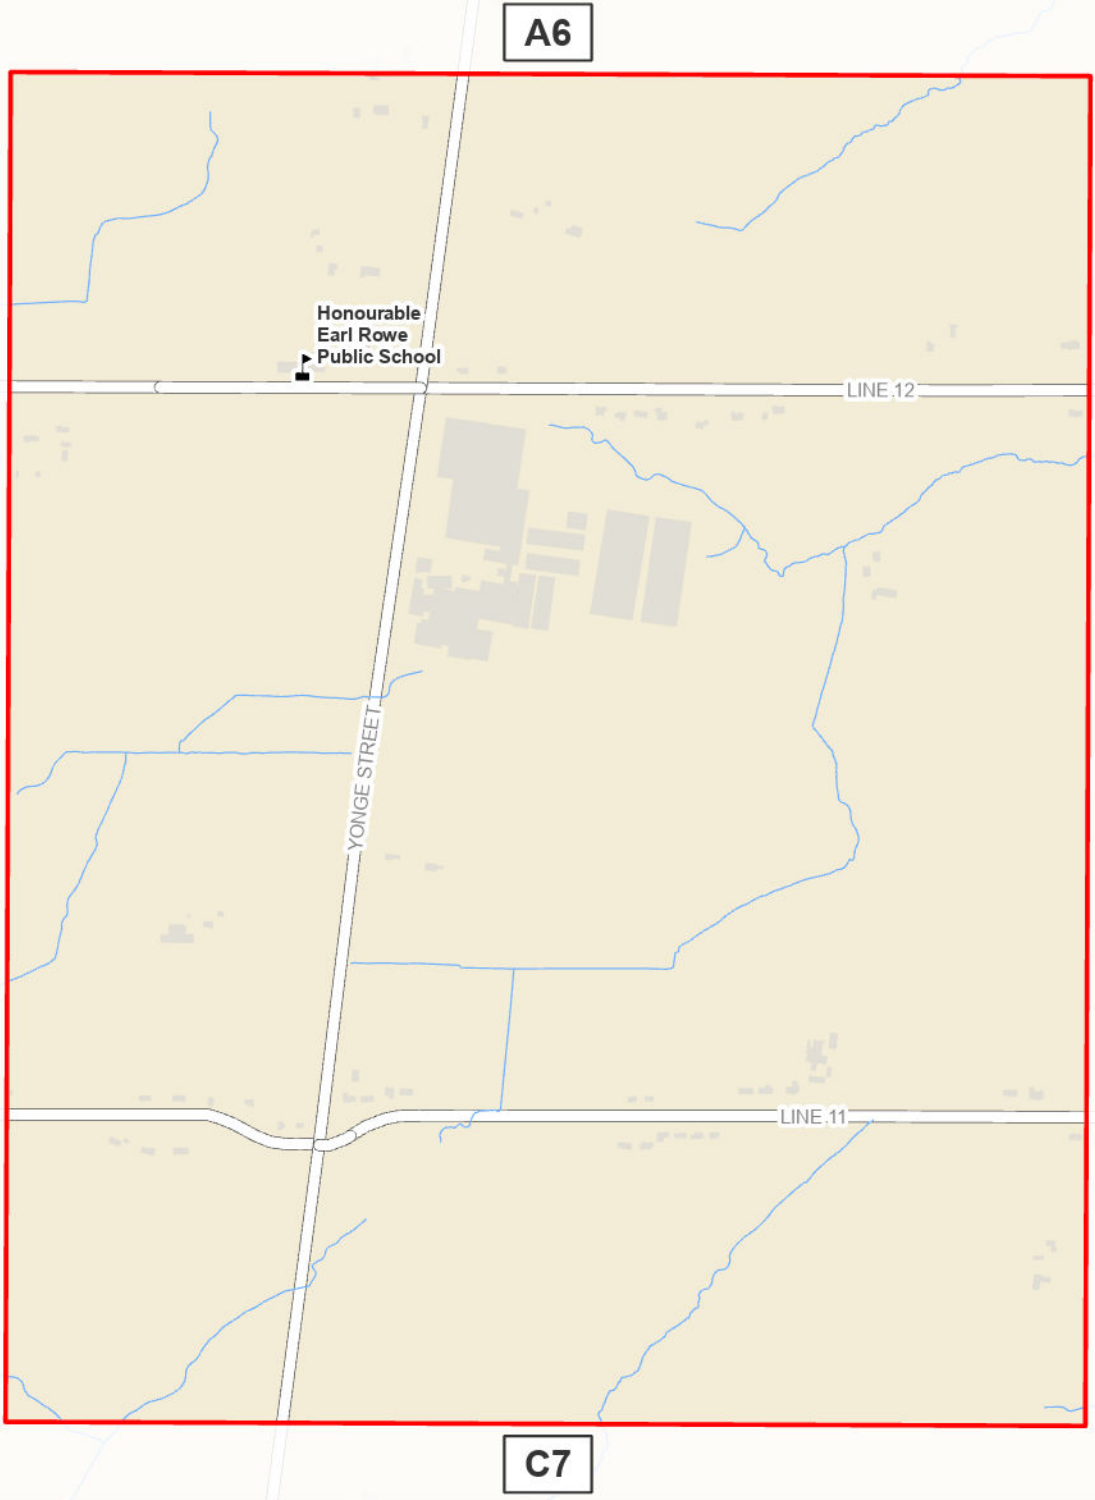 A6
Honourable
Earl Rowe
Public School
LINE 12
YONGE STREET
LINE 11
C7